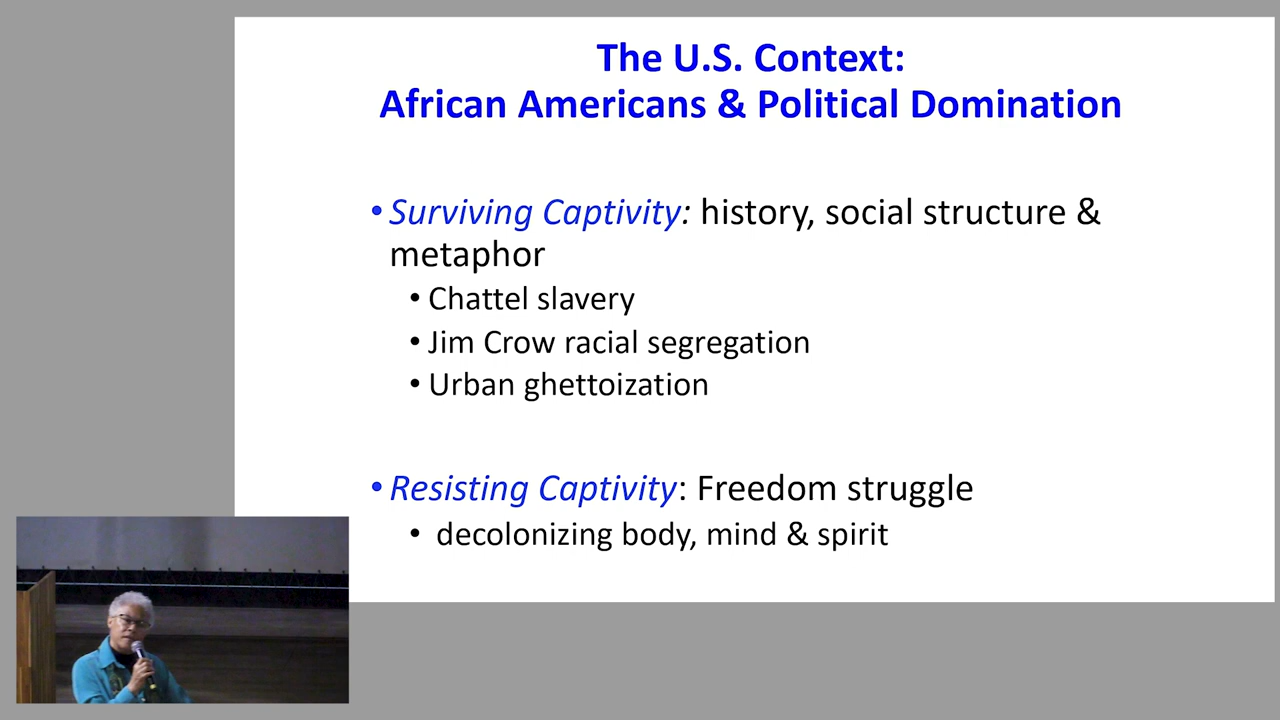 The U.S. Context:
African Americans & Political Domination
• Surviving Captivity: history, social structure &
metaphor
• Chattel slavery
• Jim Crow racial segregation
• Urban ghettoization
• Resisting Captivity: Freedom struggle
• decolonizing body, mind & spirit